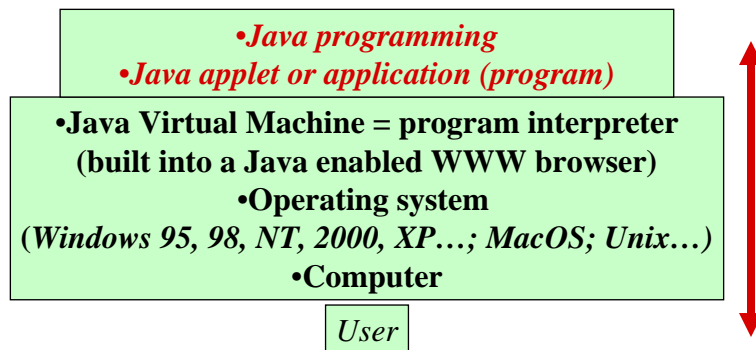 •Java programming
•Java applet or application (program)
•Java Virtual Machine = program interpreter
(built into a Java enabled WWW browser)
•Operating system
(Windows 95, 98, NT, 2000, XP…; MacOS; Unix…)
•Computer
User